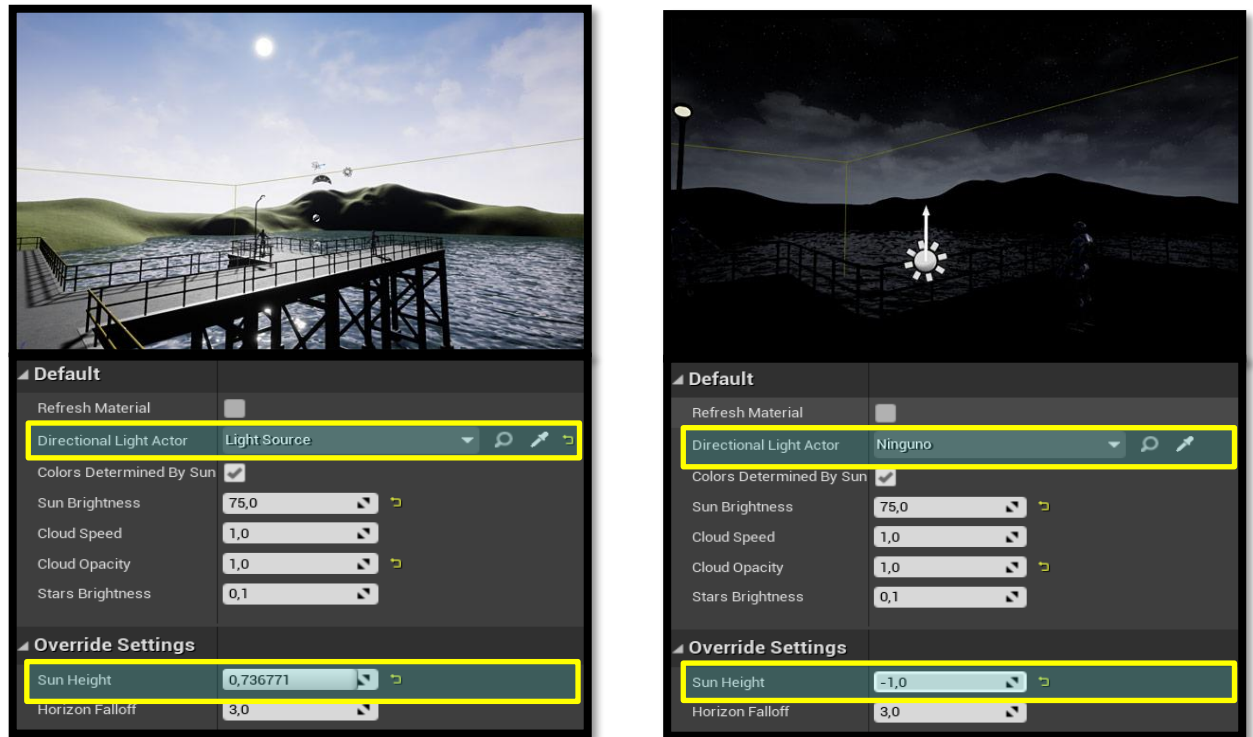 Default
Refresh Material
Directional Light Actor Light Source
Colors Determined By Sun
Sun Brightness 75,0
Cloud Speed 1,0
Cloud Opacity 1,0
Stars Brightness 0,1
Override Settings
Sun Height 0,736771
Horizon Falloff 3,0
Default
Refresh Material
Directional Light Actor Ninguno
Colors Determined By Sun
Sun Brightness 75,0
Cloud Speed 1,0
Cloud Opacity 1,0
Stars Brightness 0,1
Override Settings
Sun Height -1,0
Horizon Falloff 3,0